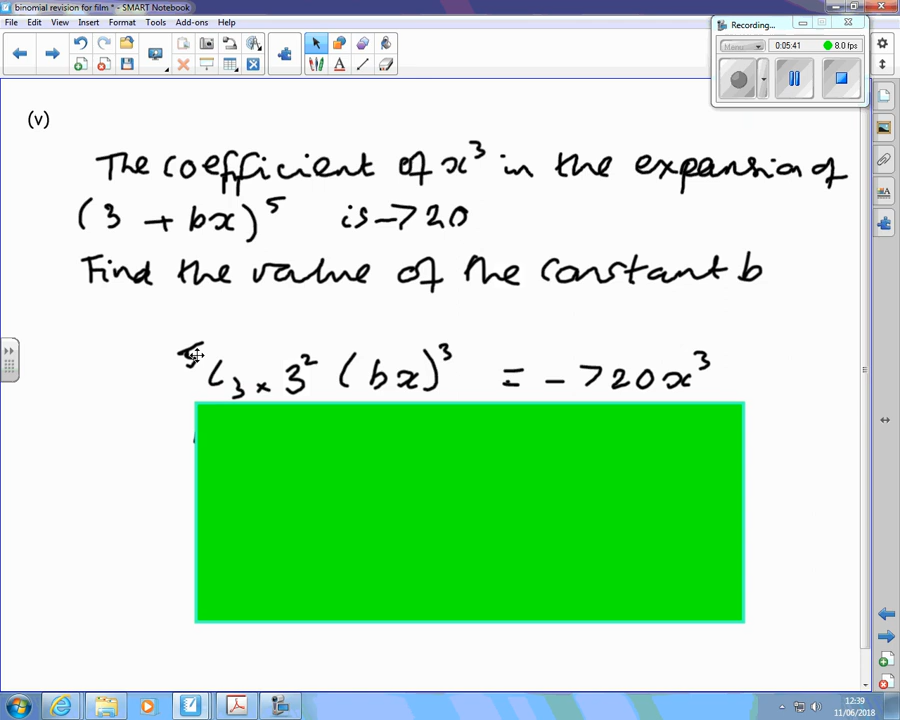 binomial revision for film * - SMART Notebook
File Edit View Insert Format Tools Add-ons Help
Recording...
Menu
0:05:41 8.0 fps
(v)
The coefficient of x³ in the expansion of
(3 + bx)⁵ is -720
Find the value of the constant b
⁵C₃ × 3² (bx)³ = -720x³
12:39
11/06/2018